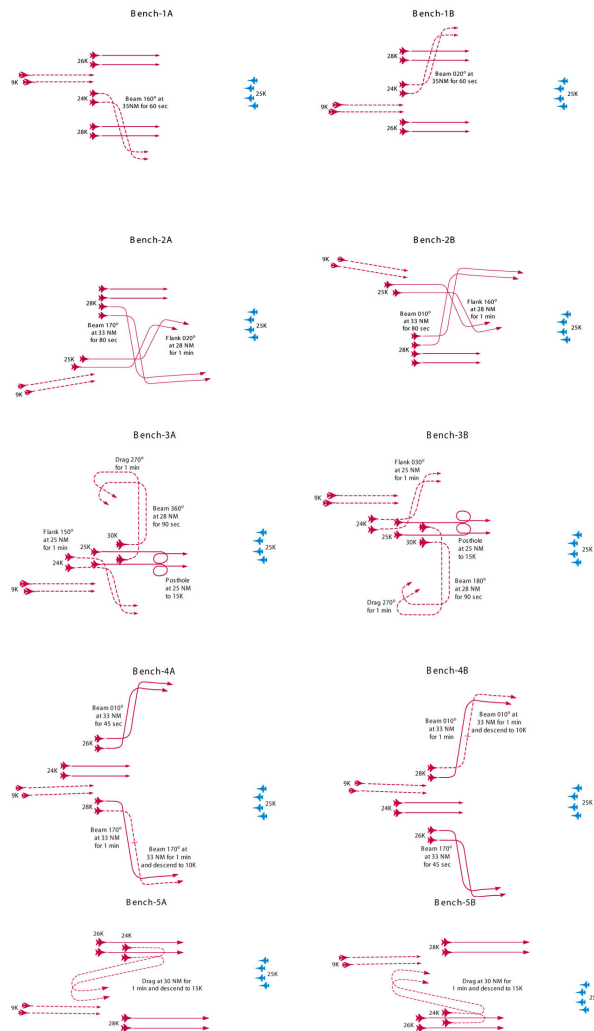 Bench-1A
26K
9K
24K
Beam 160°at
35NM for 60 sec
28K
25K
Bench-1B
28K
24K
Beam 020°at
35NM for 60 sec
9K
26K
25K
Bench-2A
28K
Beam 170°
at 33 NM
for 80 sec
Flank 020°
at 28 NM
for 1 min
25K
9K
25K
Bench-2B
9K
25K
Flank 160°
at 28 NM
for 1 min
Beam 010°
at 33 NM
for 80 sec
28K
25K
Bench-3A
Drag 270°
for 1 min
Beam 360°
at 28 NM
for 90 sec
Flank 150°
at 25 NM
for 1 min
30K
25K
24K
Posthole
at 25 NM
to 15K
9K
25K
Bench-3B
Flank 030°
at 25 NM
for 1 min
9K
24K
25K
30K
Posthole
at 25 NM
to 15K
Beam 180°
at 28 NM
for 90 sec
Drag 270°
for 1 min
25K
Bench-4A
Beam 010°
at 33 NM
for 45 sec
26K
24K
9K
28K
Beam 170°
at 33 NM
for 1 min
Beam 170° at
33 NM for 1 min
and descend to 10K
25K
Bench-4B
Beam 010°
at 33 NM
for 1 min
Beam 010° at
33 NM for 1 min
and descend to 10K
28K
9K
24K
26K
Beam 170°
at 33 NM
for 45 sec
25K
Bench-5A
26K
24K
Drag at 30 NM for
1 min and descend to 15K
9K
28K
25K
Bench-5B
28K
9K
Drag at 30 NM for
1 min and descend to 15K
24K
26K